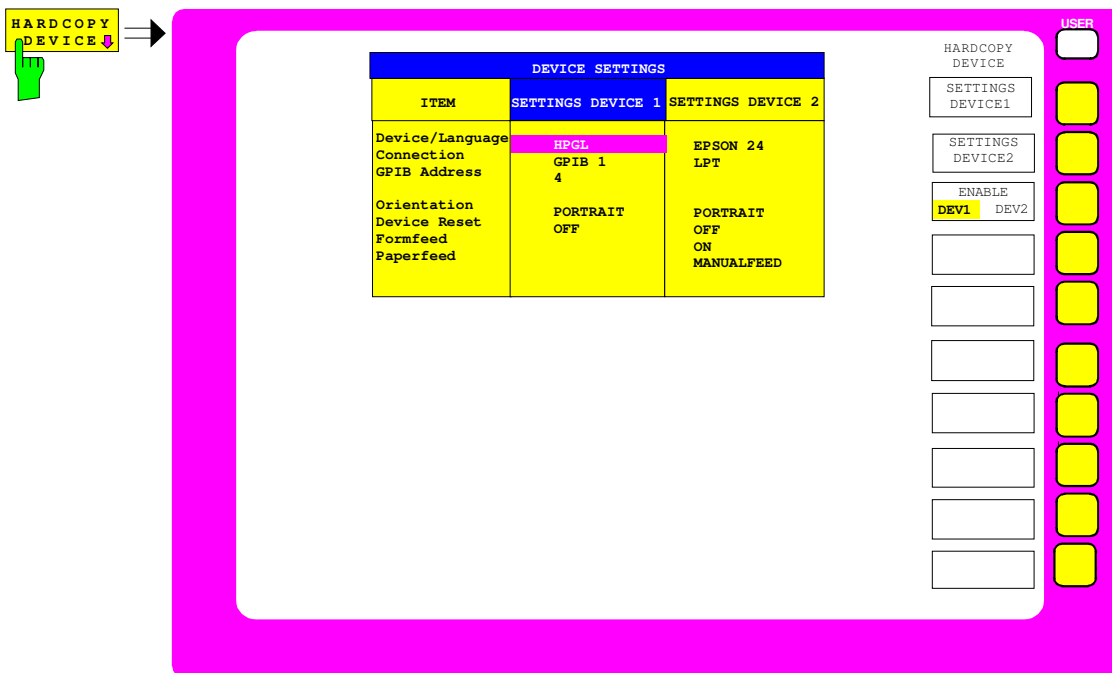 HARDCOPY
DEVICE
USER
HARDCOPY
DEVICE
SETTINGS
DEVICE1
SETTINGS
DEVICE2
ENABLE
DEV1 DEV2
DEVICE SETTINGS
ITEM SETTINGS DEVICE 1 SETTINGS DEVICE 2
Device/Language HPGL EPSON 24
Connection GPIB 1 LPT
GPIB Address 4
Orientation PORTRAIT PORTRAIT
Device Reset OFF OFF
Formfeed ON
Paperfeed MANUALFEED